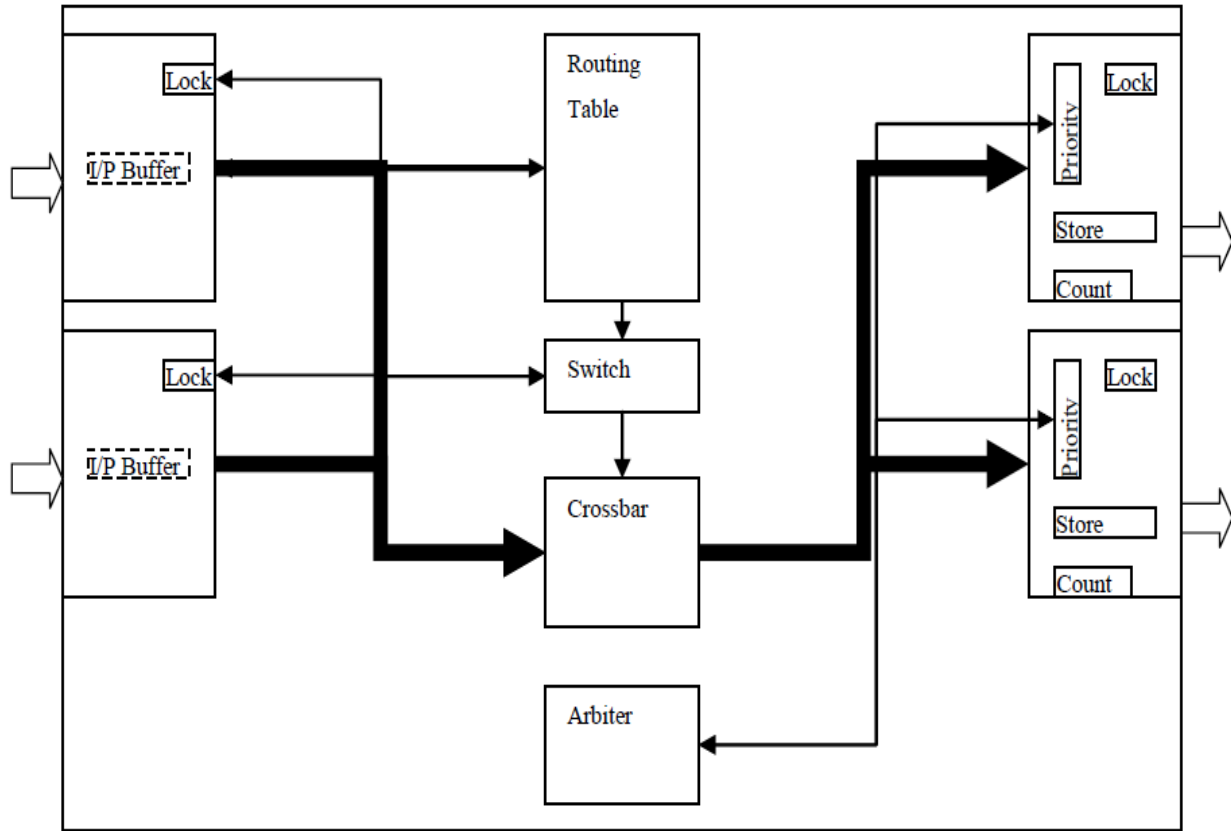 Lock
I/P Buffer
Lock
I/P Buffer
Routing
Table
Switch
Crossbar
Arbiter
Priority
Lock
Store
Count
Priority
Lock
Store
Count